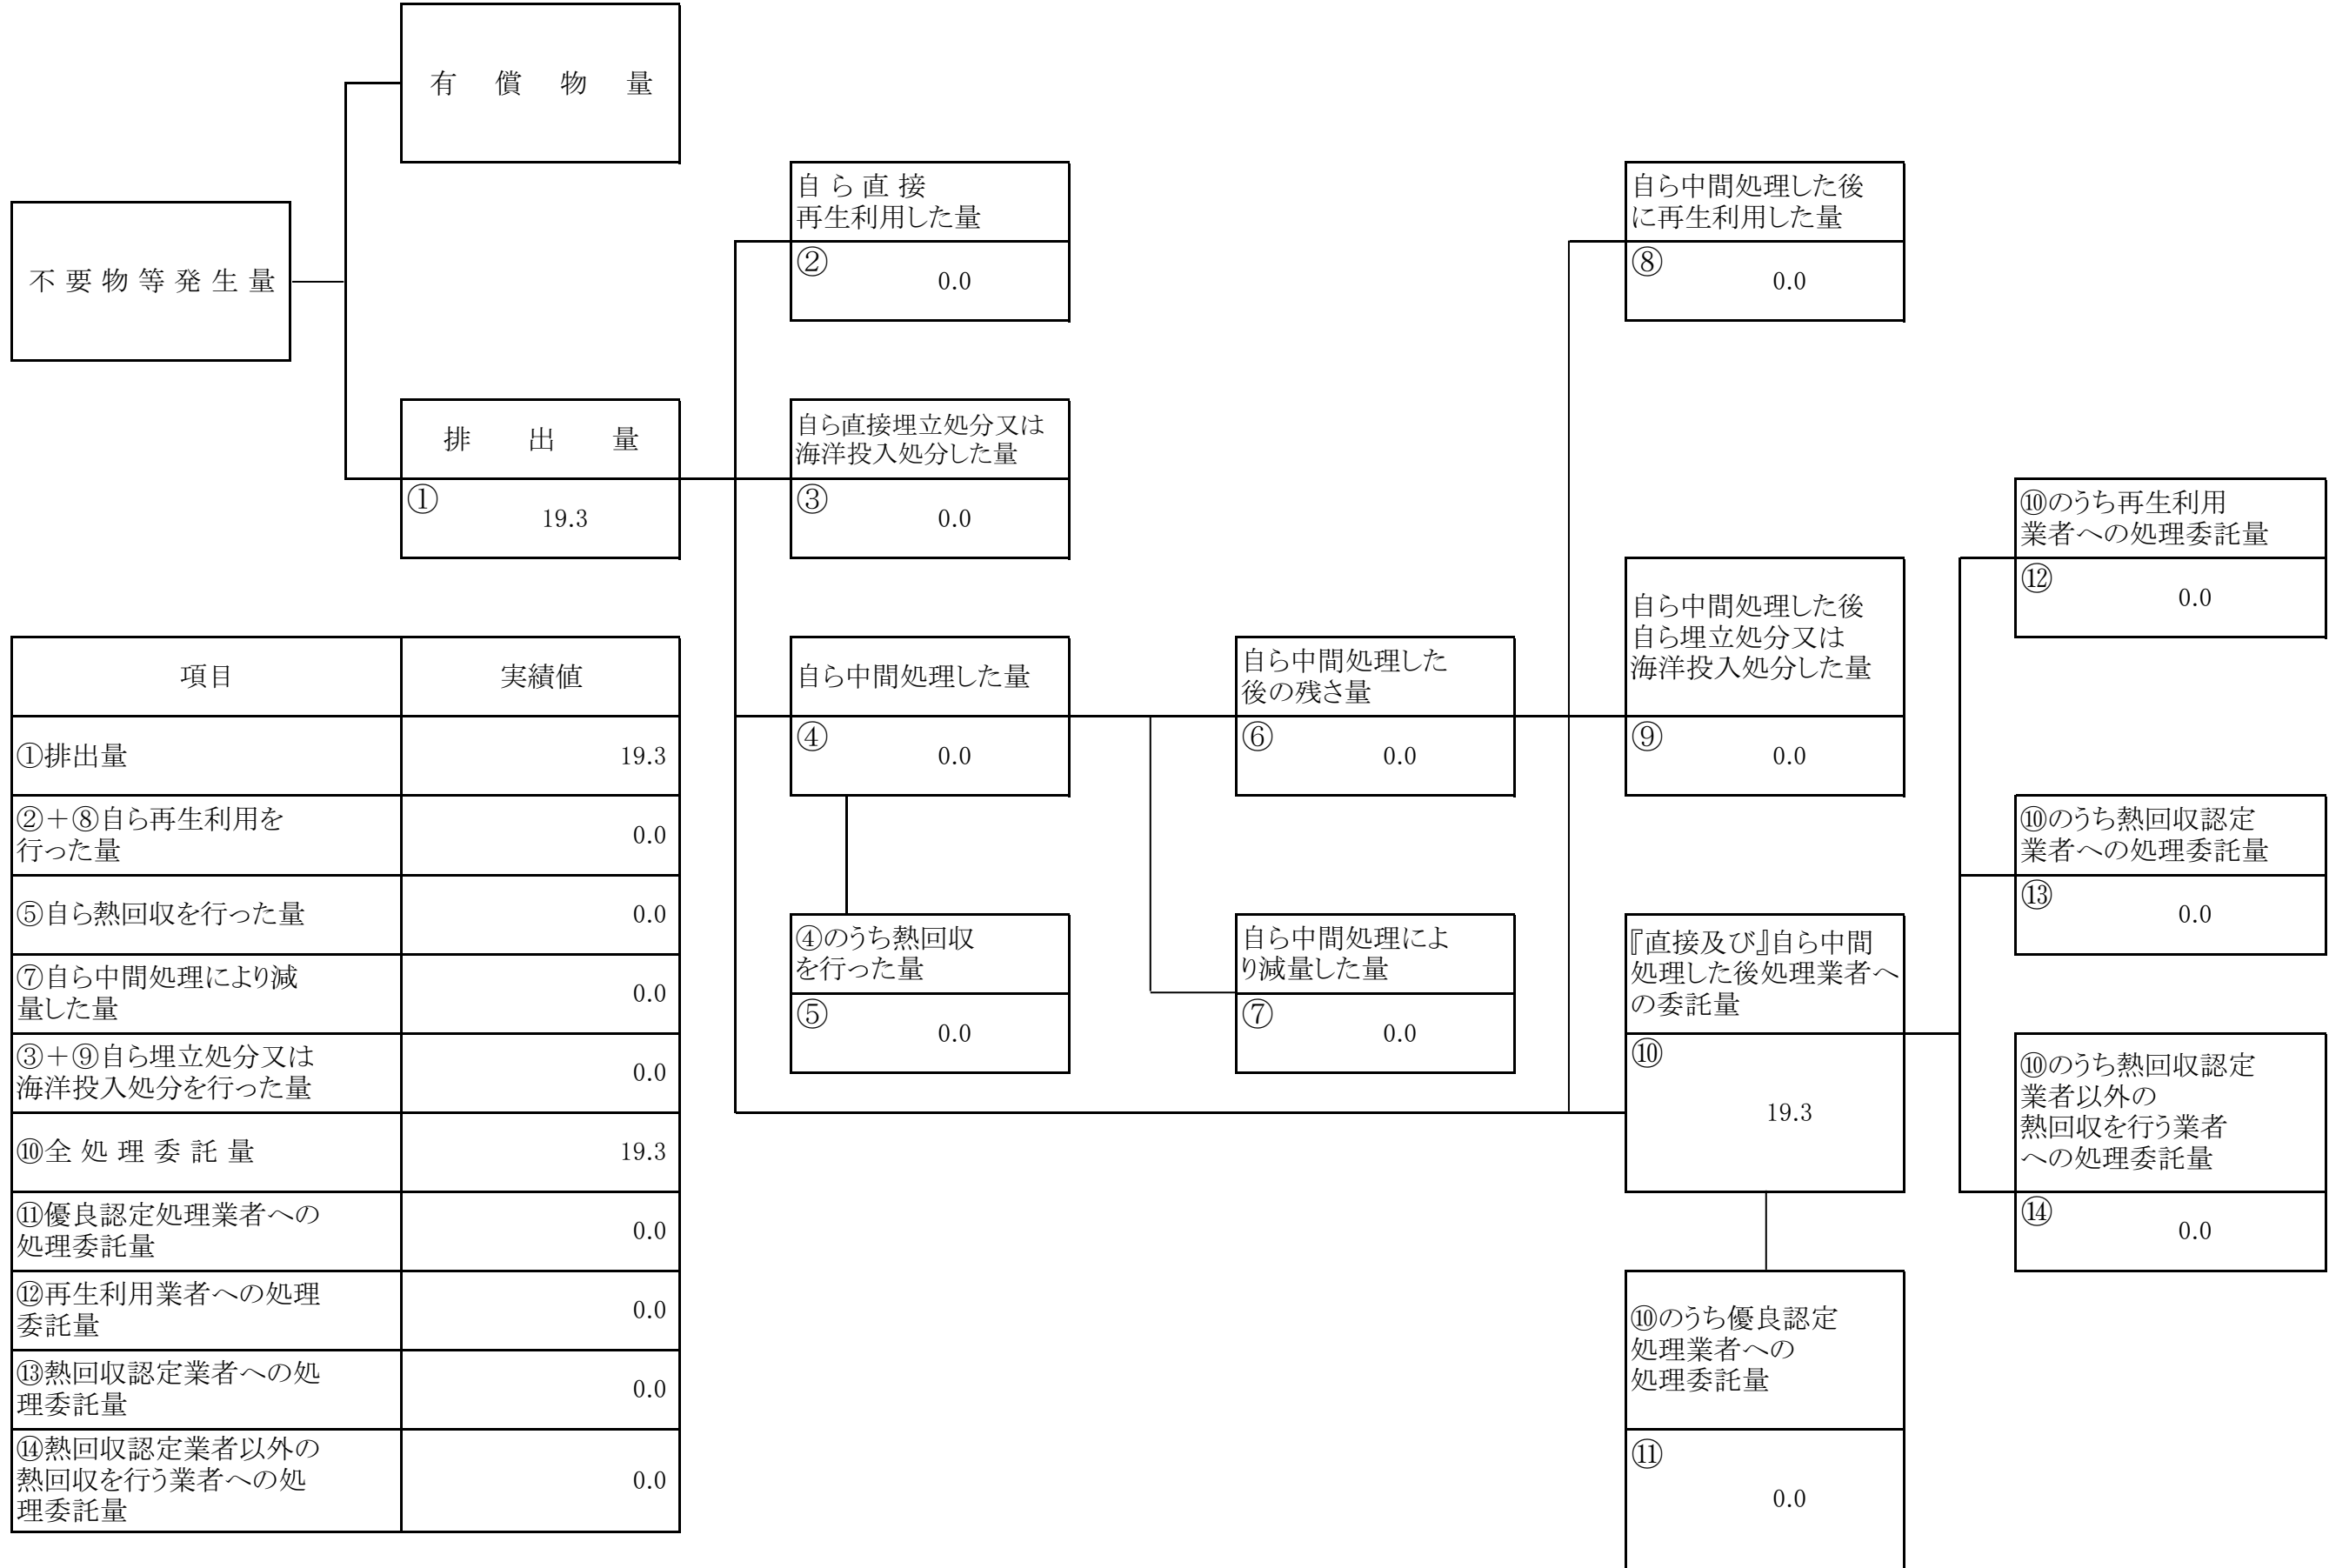 有償物量
不要物等発生量
排出量
①
19.3
自ら直接
再生利用した量
②
0.0
自ら直接埋立処分又は
海洋投入処分した量
③
0.0
自ら中間処理した量
④
0.0
④のうち熱回収
を行った量
⑤
0.0
自ら中間処理した
後の残さ量
⑥
0.0
自ら中間処理によ
り減量した量
⑦
0.0
自ら中間処理した後
に再生利用した量
⑧
0.0
自ら中間処理した後
自ら埋立処分又は
海洋投入処分した量
⑨
0.0
『直接及び』自ら中間
処理した後処理業者へ
の委託量
⑩
19.3
⑩のうち優良認定
処理業者への
処理委託量
⑪
0.0
⑩のうち再生利用
業者への処理委託量
⑫
0.0
⑩のうち熱回収認定
業者への処理委託量
⑬
0.0
⑩のうち熱回収認定
業者以外の
熱回収を行う業者
への処理委託量
⑭
0.0
項目 実績値
①排出量 19.3
②＋⑧自ら再生利用を
行った量 0.0
⑤自ら熱回収を行った量 0.0
⑦自ら中間処理により減
量した量 0.0
③＋⑨自ら埋立処分又は
海洋投入処分を行った量 0.0
⑩全処理委託量 19.3
⑪優良認定処理業者への
処理委託量 0.0
⑫再生利用業者への処理
委託量 0.0
⑬熱回収認定業者への処
理委託量 0.0
⑭熱回収認定業者以外の
熱回収を行う業者への処
理委託量 0.0